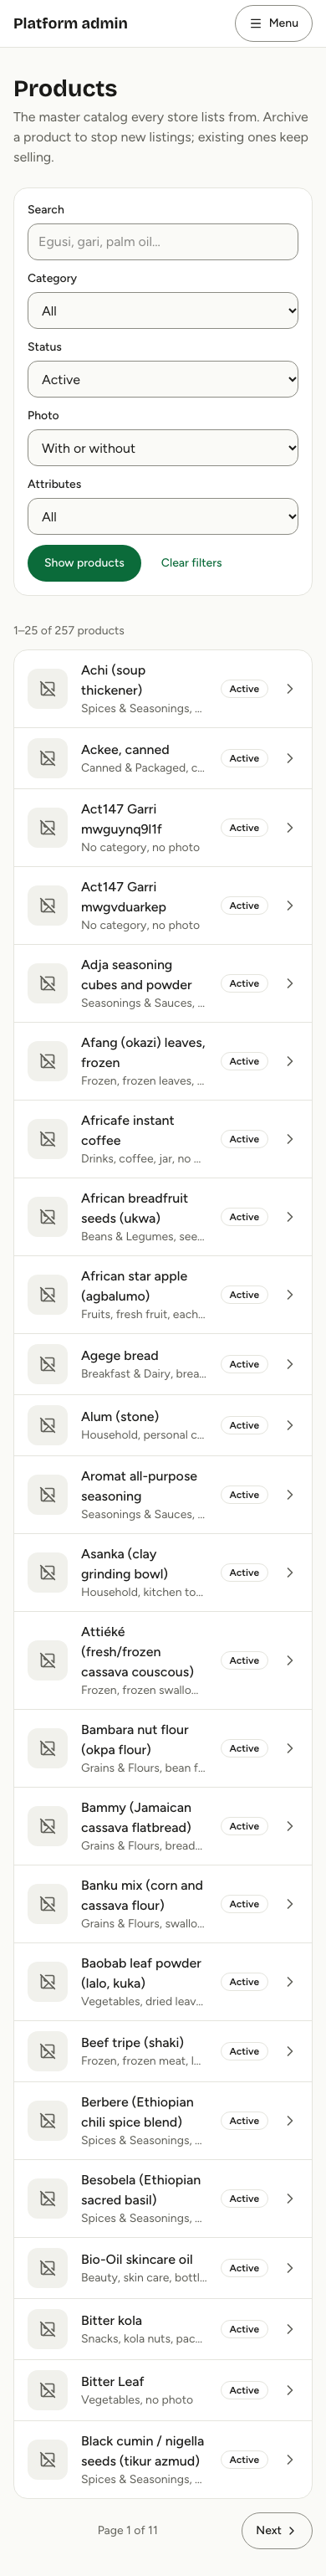 Platform admin
Menu
Products
The master catalog every store lists from. Archive
a product to stop new listings; existing ones keep
selling.
Search
Egusi, gari, palm oil…
Category
All
Status
Active
Photo
With or without
Attributes
All
Show products
Clear filters
1–25 of 257 products
Achi (soup
thickener)
Spices & Seasonings, …
Active
Ackee, canned
Canned & Packaged, c…
Active
Act147 Garri
mwguynq9l1f
No category, no photo
Active
Act147 Garri
mwgvduarkep
No category, no photo
Active
Adja seasoning
cubes and powder
Seasonings & Sauces, …
Active
Afang (okazi) leaves,
frozen
Frozen, frozen leaves, …
Active
Africafe instant
coffee
Drinks, coffee, jar, no …
Active
African breadfruit
seeds (ukwa)
Beans & Legumes, see…
Active
African star apple
(agbalumo)
Fruits, fresh fruit, each…
Active
Agege bread
Breakfast & Dairy, brea…
Active
Alum (stone)
Household, personal c…
Active
Aromat all-purpose
seasoning
Seasonings & Sauces, …
Active
Asanka (clay
grinding bowl)
Household, kitchen to…
Active
Attiéké
(fresh/frozen
cassava couscous)
Frozen, frozen swallo…
Active
Bambara nut flour
(okpa flour)
Grains & Flours, bean f…
Active
Bammy (Jamaican
cassava flatbread)
Grains & Flours, bread…
Active
Banku mix (corn and
cassava flour)
Grains & Flours, swallo…
Active
Baobab leaf powder
(lalo, kuka)
Vegetables, dried leav…
Active
Beef tripe (shaki)
Frozen, frozen meat, l…
Active
Berbere (Ethiopian
chili spice blend)
Spices & Seasonings, …
Active
Besobela (Ethiopian
sacred basil)
Spices & Seasonings, …
Active
Bio-Oil skincare oil
Beauty, skin care, bottl…
Active
Bitter kola
Snacks, kola nuts, pac…
Active
Bitter Leaf
Vegetables, no photo
Active
Black cumin / nigella
seeds (tikur azmud)
Spices & Seasonings, …
Active
Page 1 of 11
Next